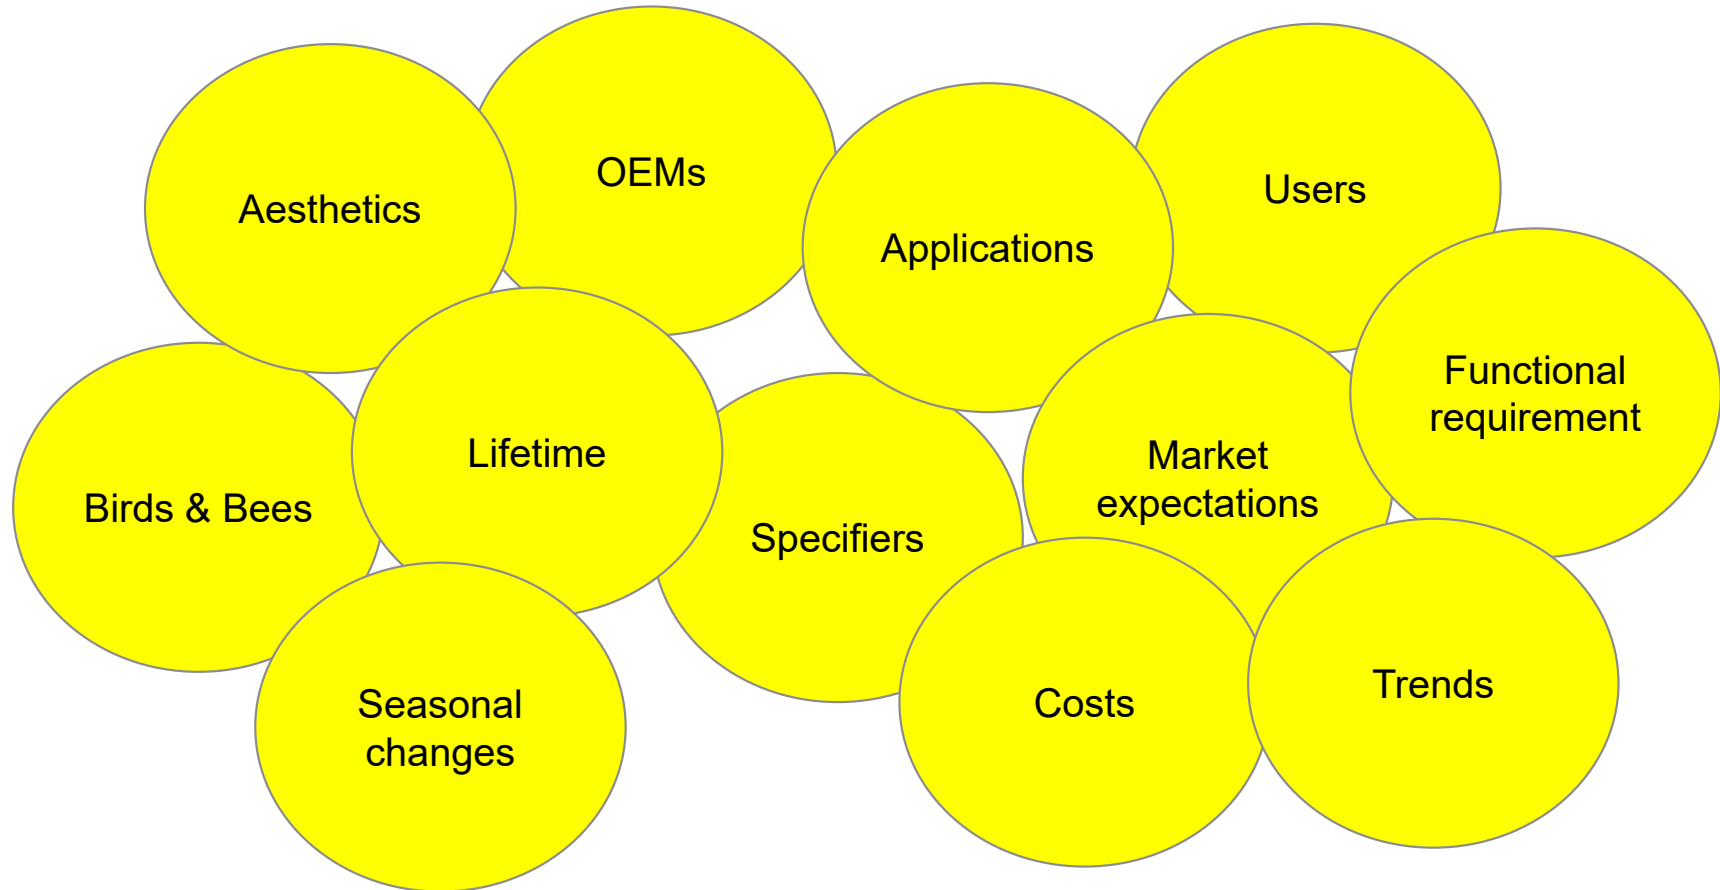 OEMs
Users
Aesthetics
Applications
Functional
requirement
Lifetime
Market
expectations
Birds & Bees
Specifiers
Trends
Costs
Seasonal
changes